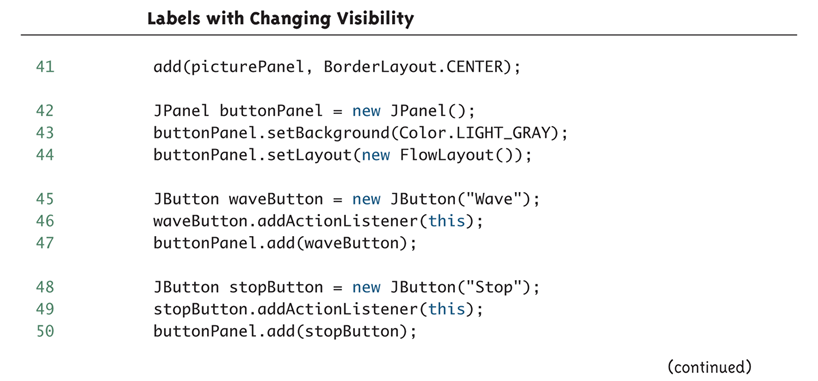 Labels with Changing Visibility
41 add(picturePanel, BorderLayout.CENTER);
42 JPanel buttonPanel = new JPanel();
43 buttonPanel.setBackground(Color.LIGHT_GRAY);
44 buttonPanel.setLayout(new FlowLayout());
45 JButton waveButton = new JButton("Wave");
46 waveButton.addActionListener(this);
47 buttonPanel.add(waveButton);
48 JButton stopButton = new JButton("Stop");
49 stopButton.addActionListener(this);
50 buttonPanel.add(stopButton);
(continued)